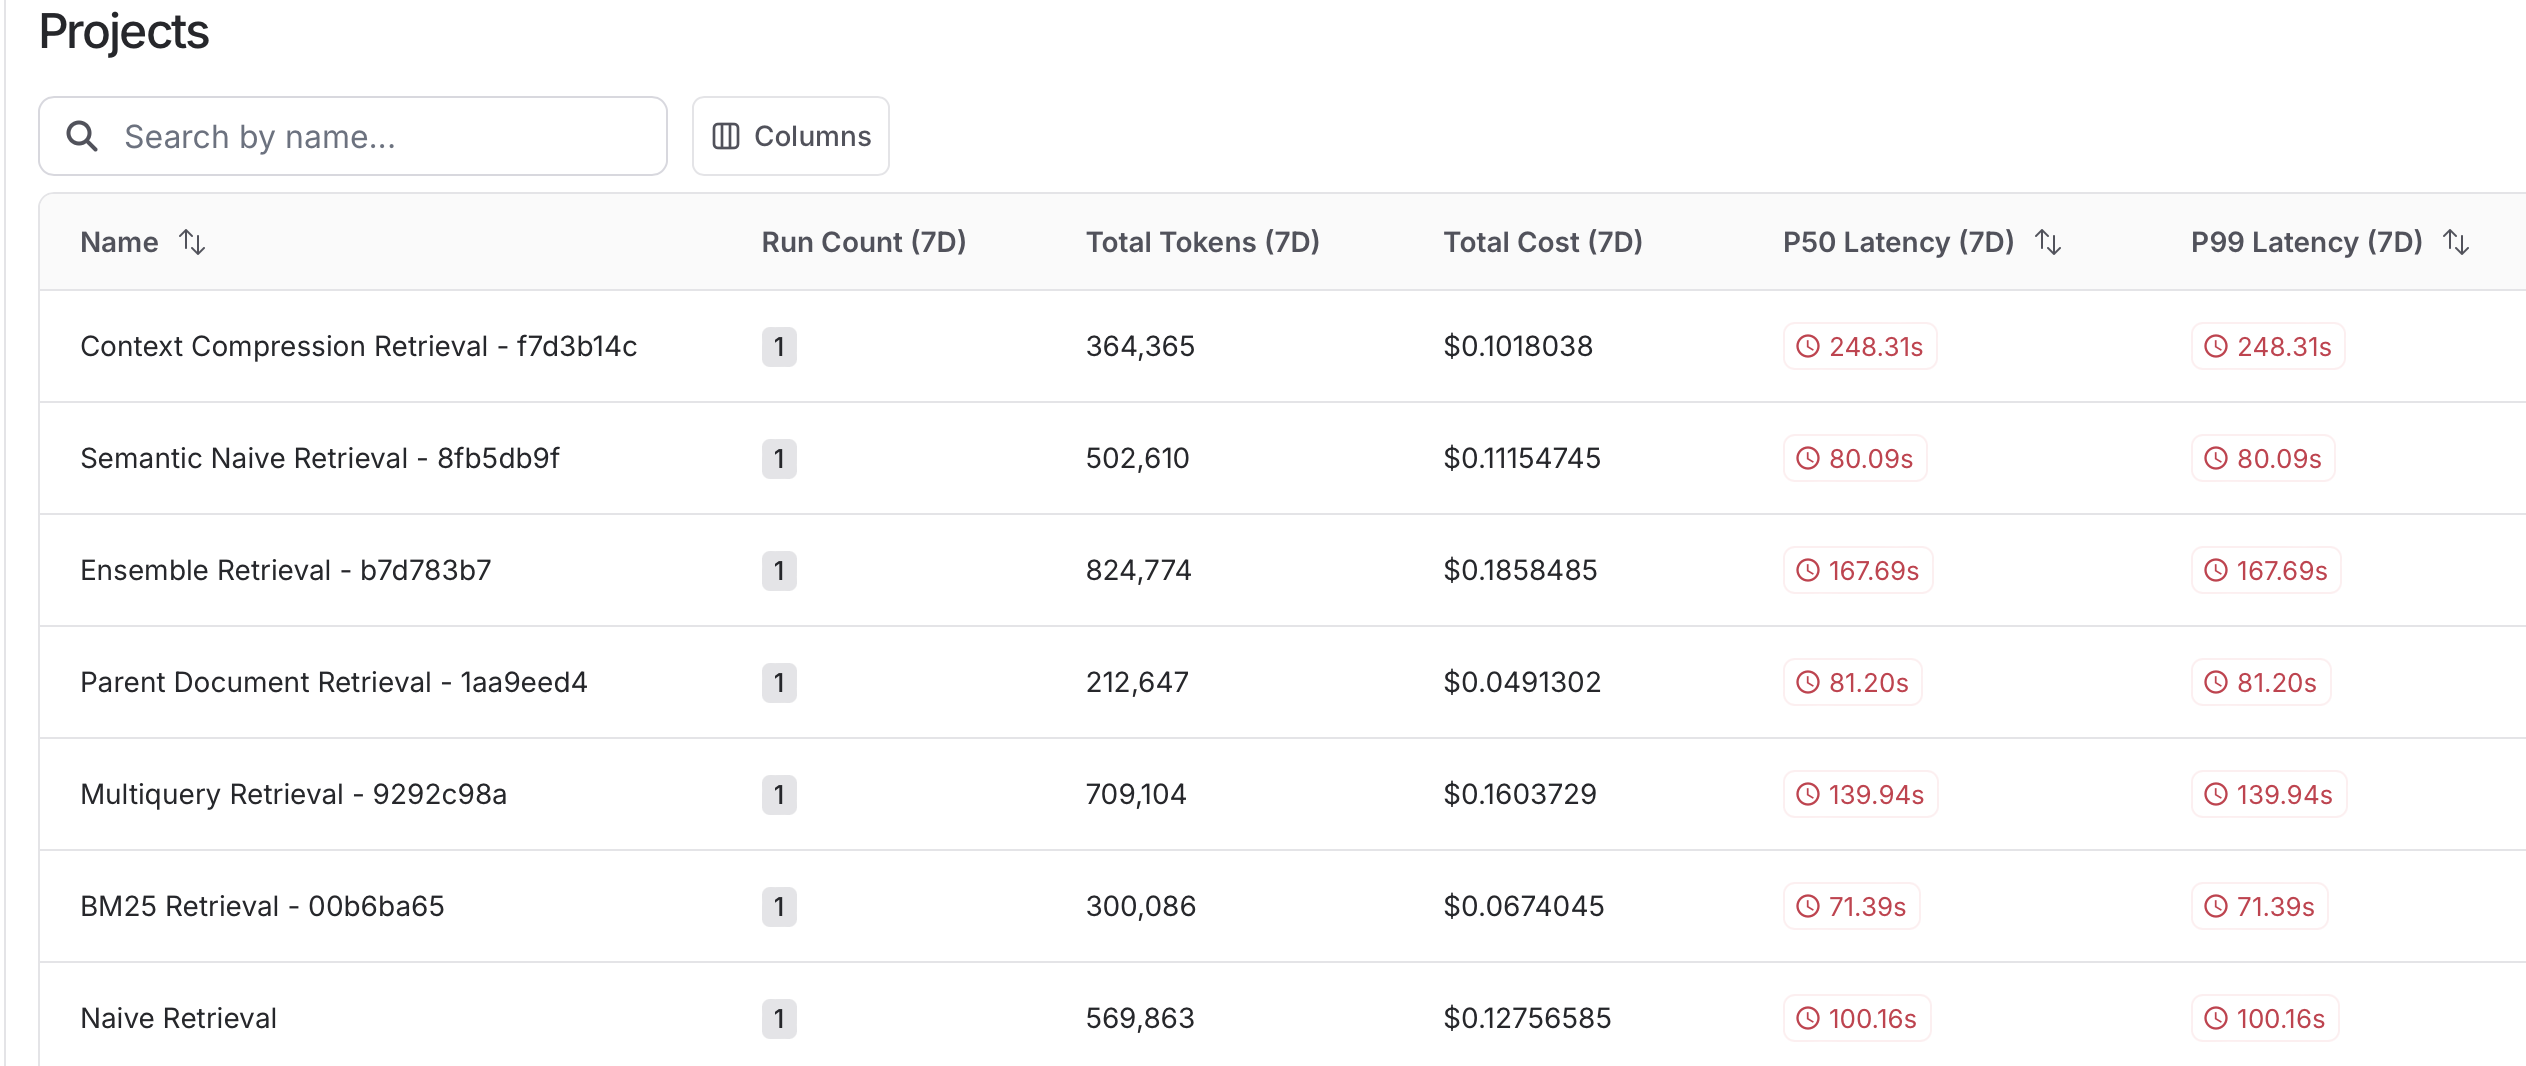 Projects
Search by name...
Columns
Name Run Count (7D) Total Tokens (7D) Total Cost (7D) P50 Latency (7D) P99 Latency (7D)
Context Compression Retrieval - f7d3b14c 1 364,365 $0.1018038 248.31s 248.31s
Semantic Naive Retrieval - 8fb5db9f 1 502,610 $0.11154745 80.09s 80.09s
Ensemble Retrieval - b7d783b7 1 824,774 $0.1858485 167.69s 167.69s
Parent Document Retrieval - 1aa9eed4 1 212,647 $0.0491302 81.20s 81.20s
Multiquery Retrieval - 9292c98a 1 709,104 $0.1603729 139.94s 139.94s
BM25 Retrieval - 00b6ba65 1 300,086 $0.0674045 71.39s 71.39s
Naive Retrieval 1 569,863 $0.12756585 100.16s 100.16s